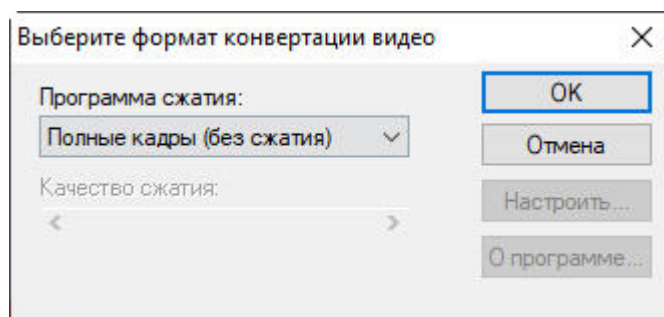 Выберите формат конвертации видео
Программа сжатия:
Полные кадры (без сжатия)
Качество сжатия:
OK
Отмена
Настроить...
О программе...